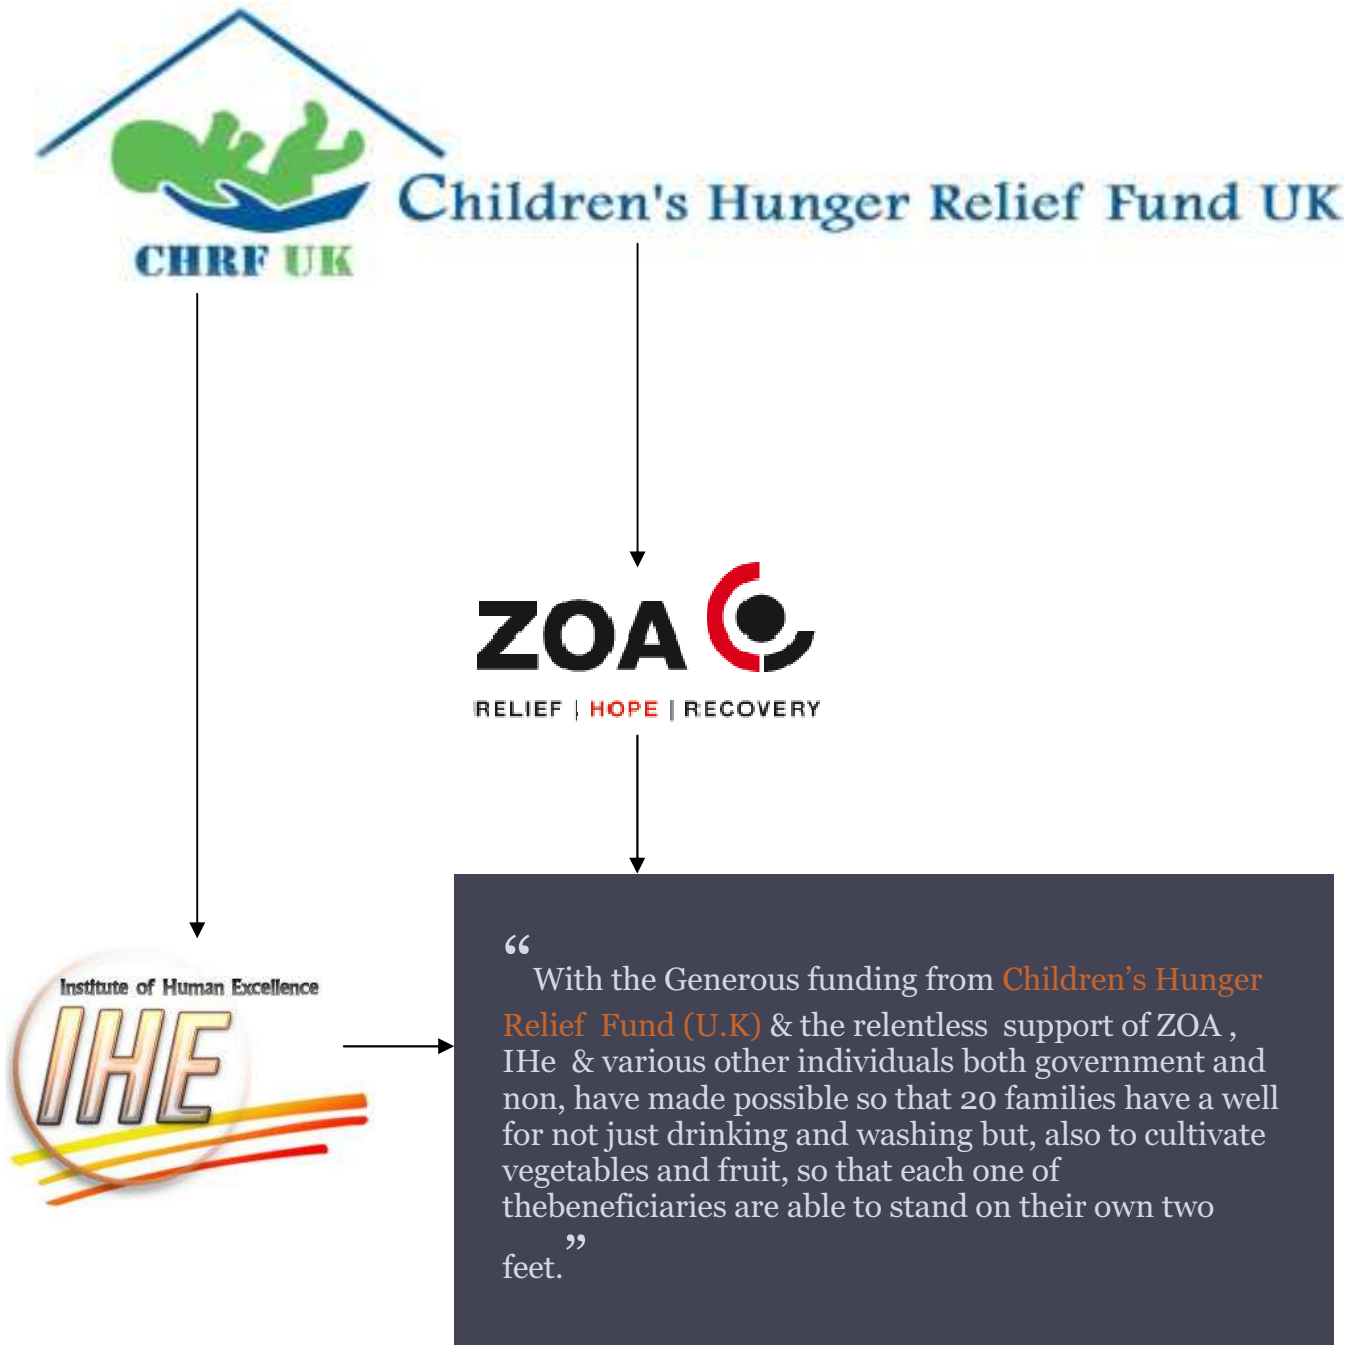 Children's Hunger Relief Fund UK
CHRF UK
ZOA
RELIEF | HOPE | RECOVERY
Institute of Human Excellence
IHE
“
With the Generous funding from Children’s Hunger
Relief Fund (U.K) & the relentless support of ZOA ,
IHe & various other individuals both government and
non, have made possible so that 20 families have a well
for not just drinking and washing but, also to cultivate
vegetables and fruit, so that each one of
thebeneficiaries are able to stand on their own two
feet.”